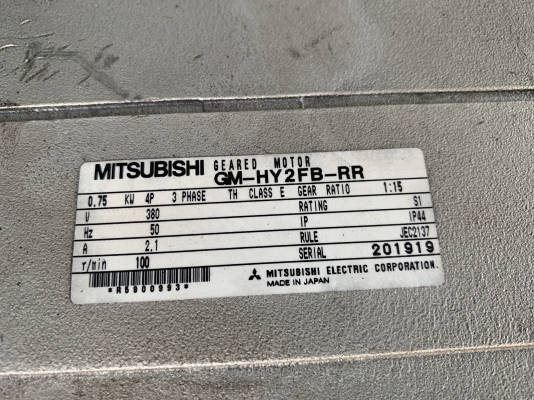 MITSUBISHI GEARED MOTOR
GM-HY2FB-RR
0.75 KW 4P 3 PHASE TH CLASS E GEAR RATIO 1:15
V 380 RATING S1
Hz 50 IP IP44
A 2.1 RULE JEC2137
r/min 100 SERIAL 201919
*R5900993*
MITSUBISHI ELECTRIC CORPORATION.
MADE IN JAPAN